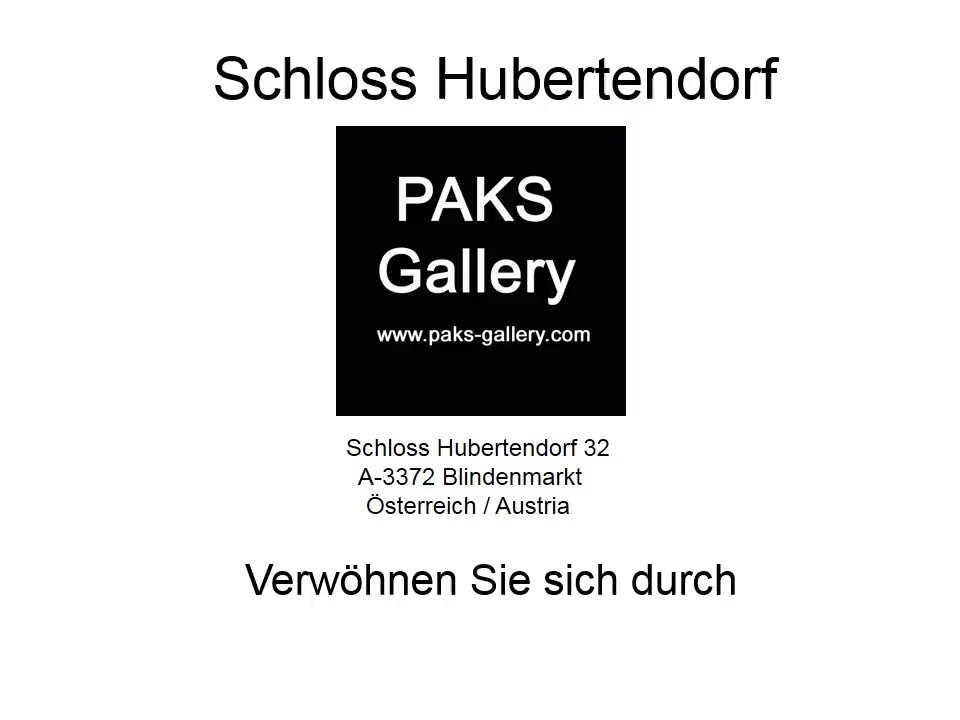 Schloss Hubertendorf
PAKS
Gallery
www.paks-gallery.com
Schloss Hubertendorf 32
A-3372 Blindenmarkt
Österreich / Austria
Verwöhnen Sie sich durch